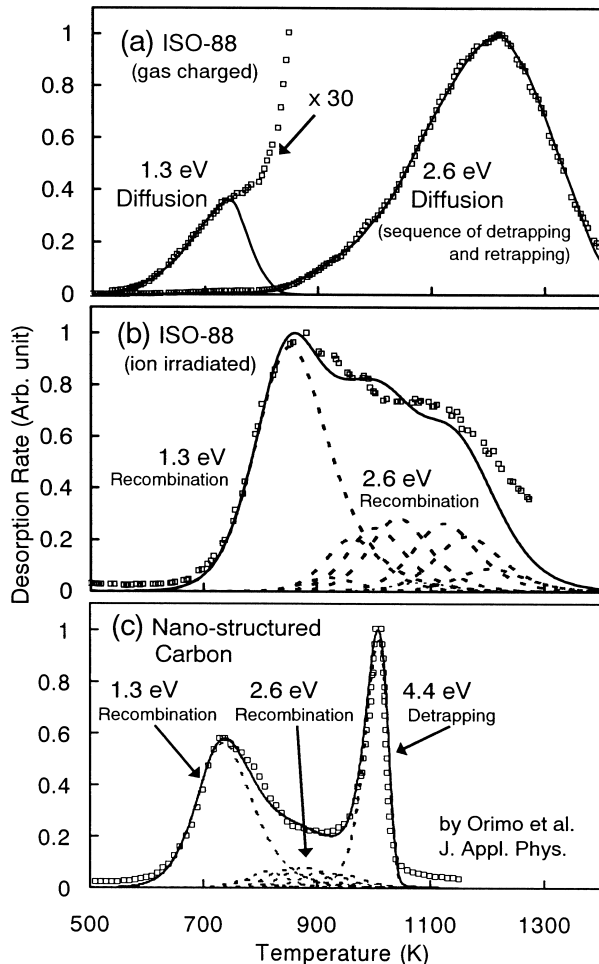 (a) ISO-88
(gas charged)
x 30
1.3 eV
Diffusion
2.6 eV
Diffusion
(sequence of detrapping
and retrapping)
1
0.8
0.6
0.4
0.2
0
(b) ISO-88
(ion irradiated)
1.3 eV
Recombination
2.6 eV
Recombination
1
0.8
0.6
0.4
0.2
0
Desorption Rate (Arb. unit)
(c) Nano-structured
Carbon
1.3 eV
Recombination
2.6 eV
Recombination
4.4 eV
Detrapping
by Orimo et al.
J. Appl. Phys.
1
0.8
0.6
0.4
0.2
0
500 700 900 1100 1300
Temperature (K)